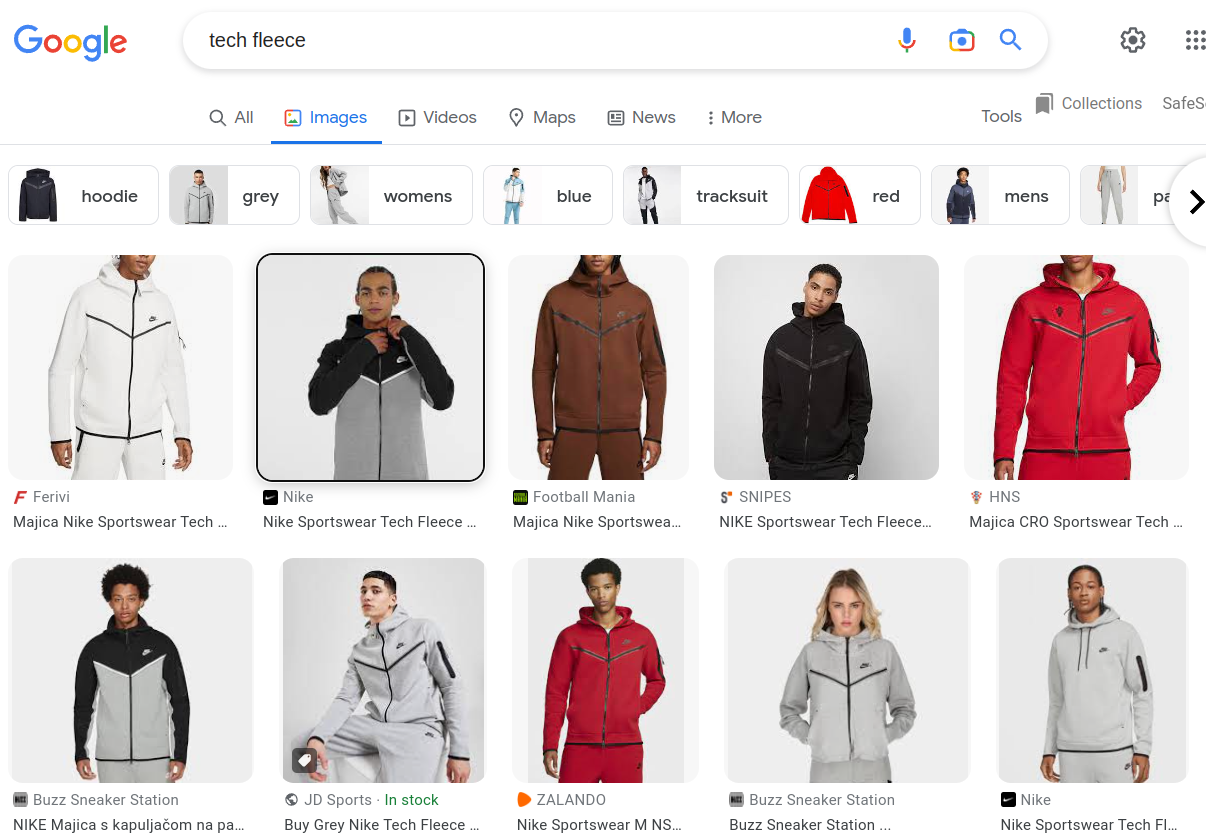 Google
tech fleece
All Images Videos Maps News More
Tools Collections SafeS
hoodie grey womens blue tracksuit red mens pa
Ferivi Nike Football Mania SNIPES HNS
Majica Nike Sportswear Tech ... Nike Sportswear Tech Fleece ... Majica Nike Sportswea... NIKE Sportswear Tech Fleece... Majica CRO Sportswear Tech ...
Buzz Sneaker Station JD Sports · In stock ZALANDO Buzz Sneaker Station Nike
NIKE Majica s kapuljačom na pa... Buy Grey Nike Tech Fleece ... Nike Sportswear M NS... Buzz Sneaker Station ... Nike Sportswear Tech Fl...